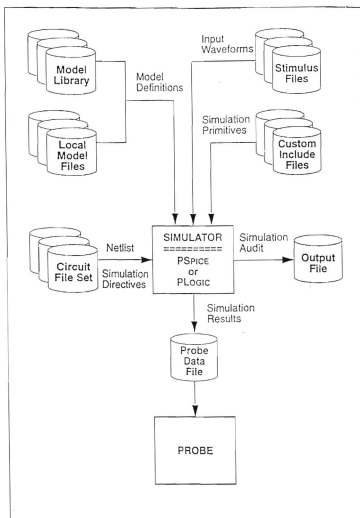 Input
Waveforms
Model
Library
Model
Definitions
Stimulus
Files
Local
Model
Files
Simulation
Primitives
Custom
Include
Files
Circuit
File Set
Netlist
Simulation
Directives
SIMULATOR
=========
PSPICE
or
PLOGIC
Simulation
Audit
Output
File
Simulation
Results
Probe
Data
File
PROBE